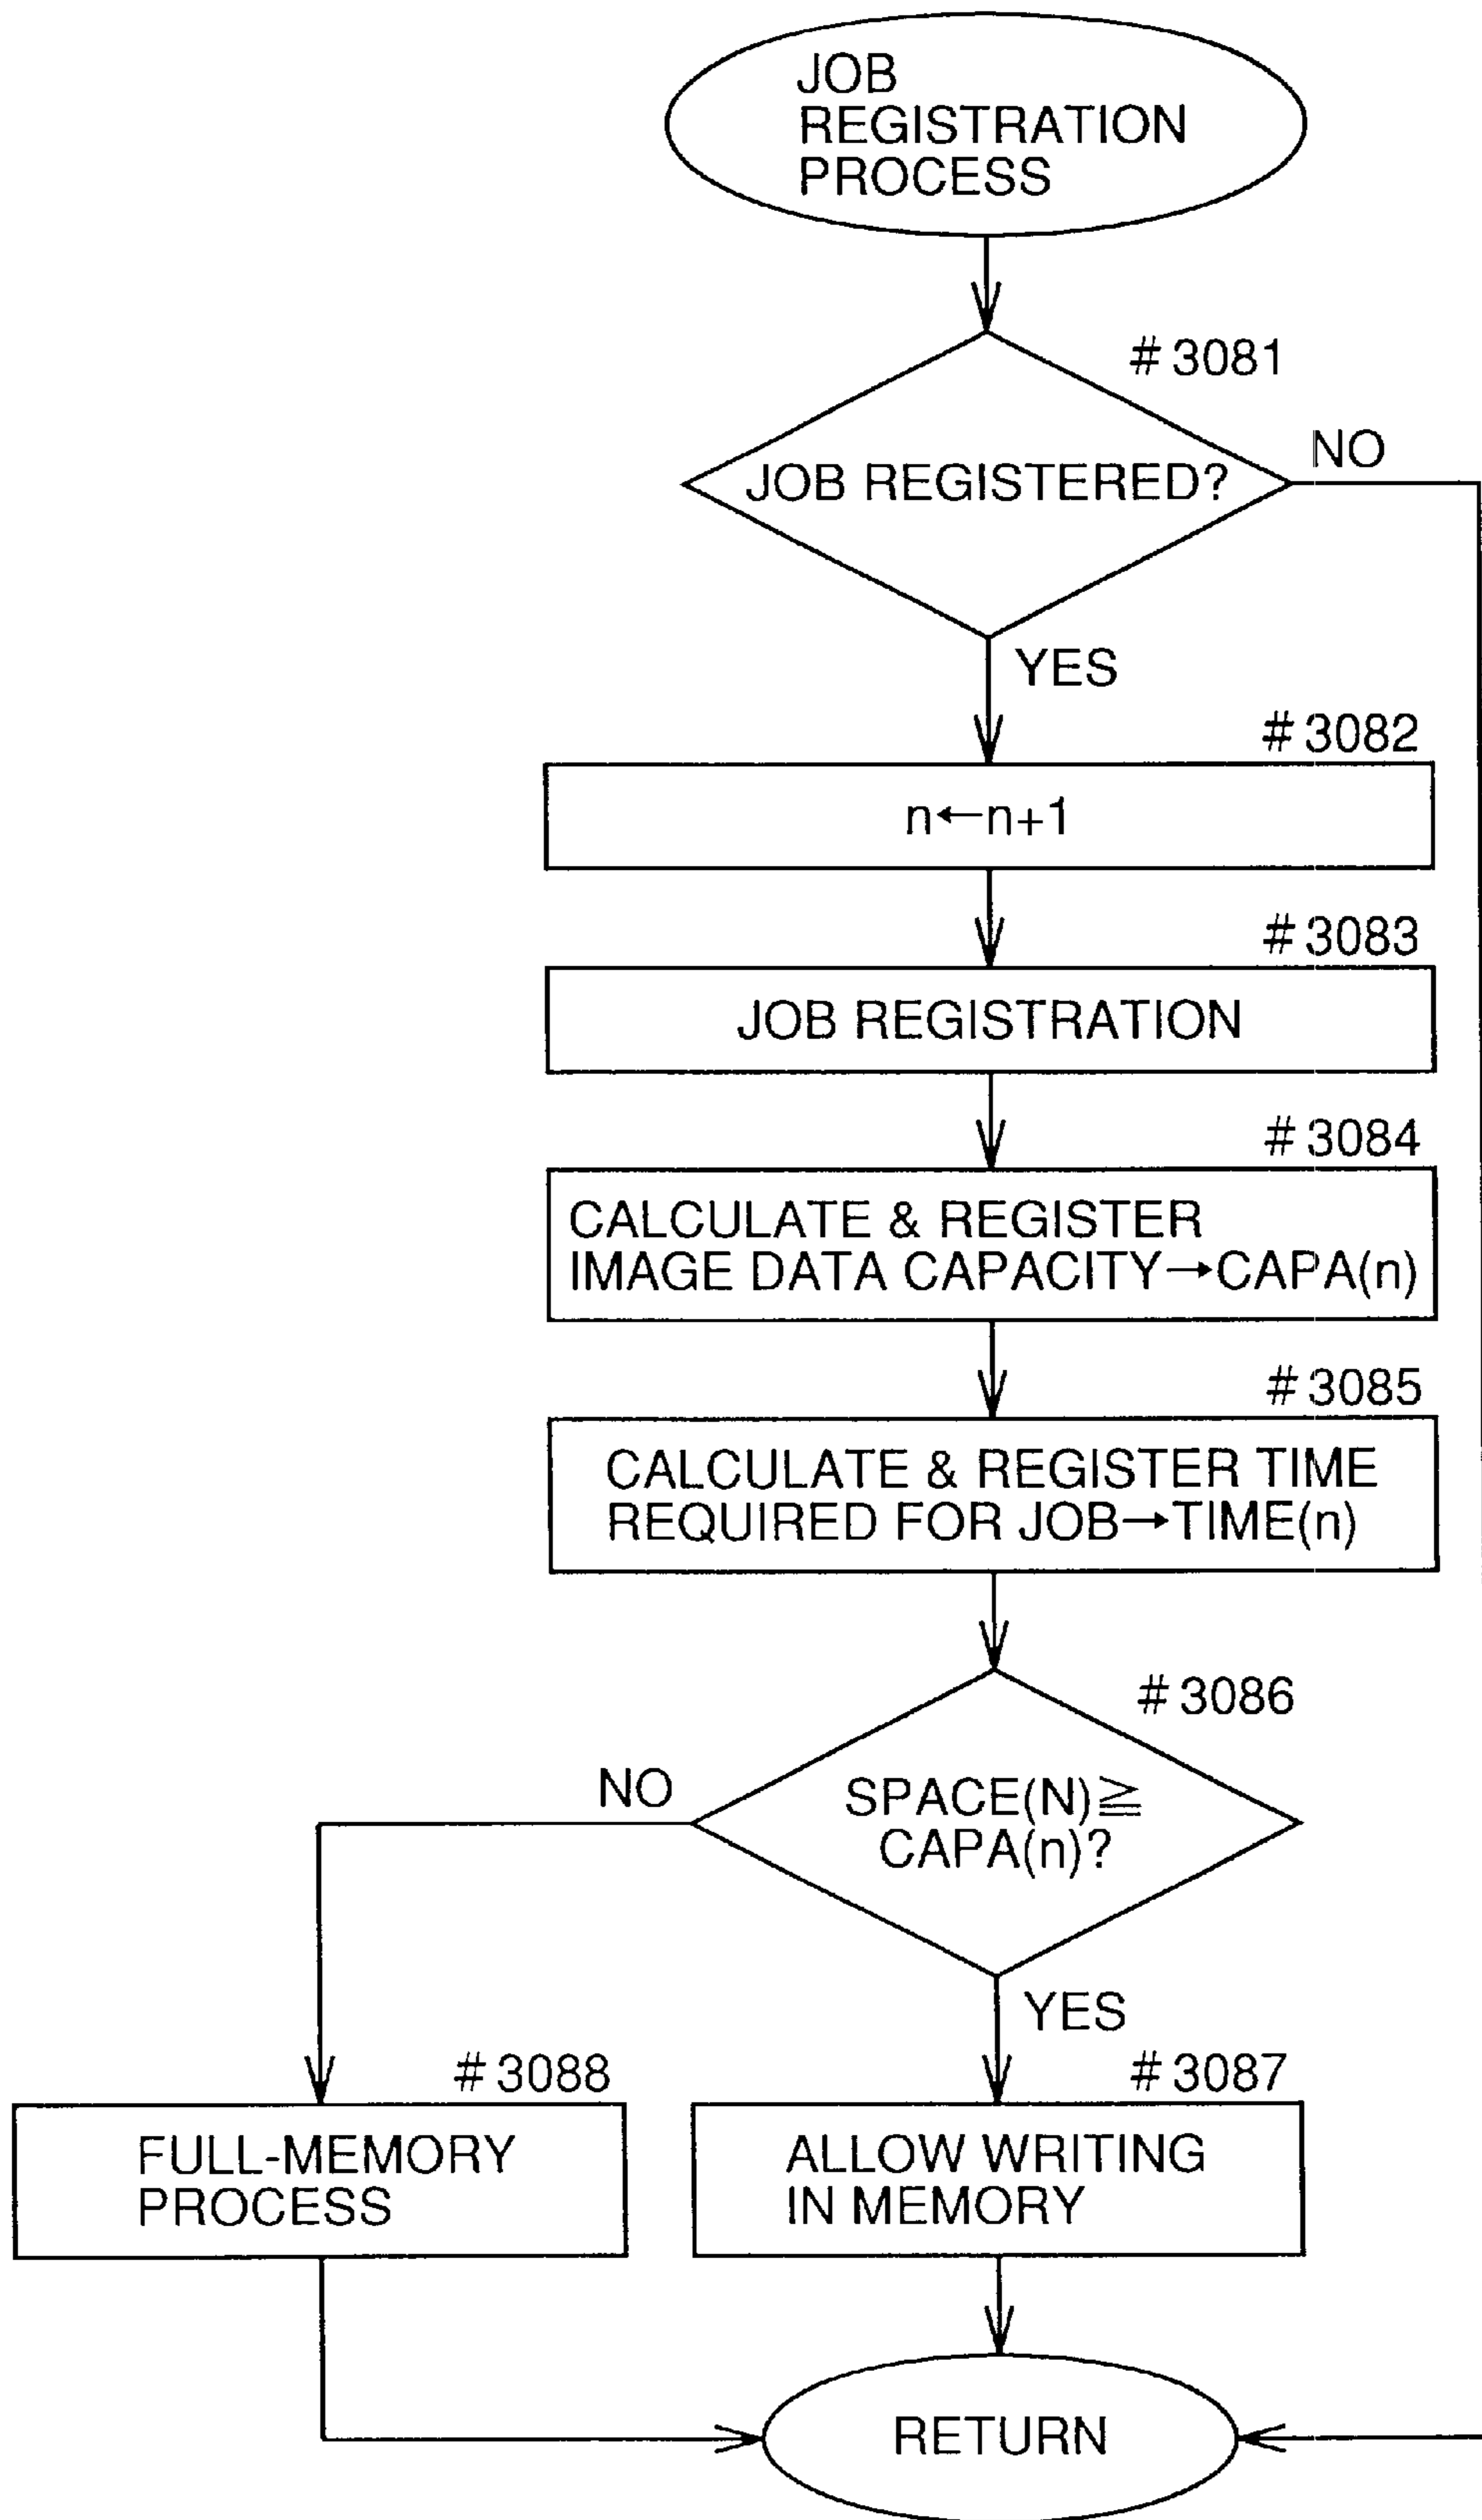 JOB
REGISTRATION
PROCESS
#3081
JOB REGISTERED?
NO
YES
#3082
n←n+1
#3083
JOB REGISTRATION
#3084
CALCULATE & REGISTER
IMAGE DATA CAPACITY→CAPA(n)
#3085
CALCULATE & REGISTER TIME
REQUIRED FOR JOB→TIME(n)
#3086
NO
SPACE(N)≧
CAPA(n)?
YES
#3088
#3087
FULL-MEMORY
PROCESS
ALLOW WRITING
IN MEMORY
RETURN